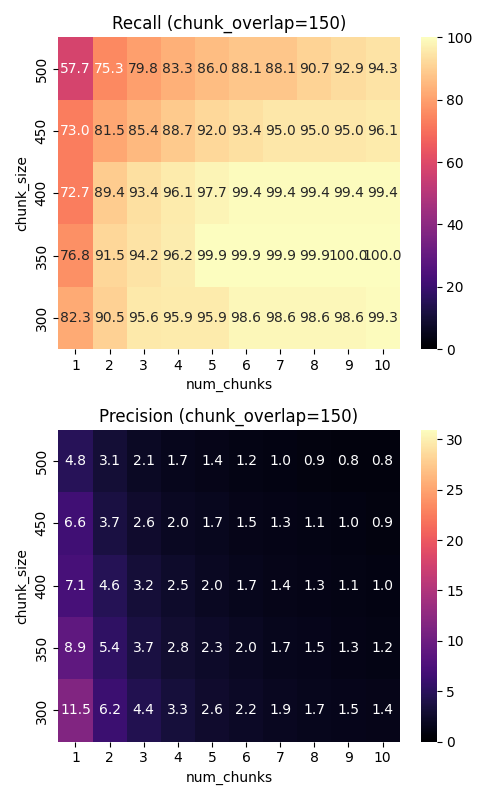 Recall (chunk_overlap=150)
chunk_size
500 57.7 75.3 79.8 83.3 86.0 88.1 88.1 90.7 92.9 94.3
450 73.0 81.5 85.4 88.7 92.0 93.4 95.0 95.0 95.0 96.1
400 72.7 89.4 93.4 96.1 97.7 99.4 99.4 99.4 99.4 99.4
350 76.8 91.5 94.2 96.2 99.9 99.9 99.9 99.9 100.0 100.0
300 82.3 90.5 95.6 95.9 95.9 98.6 98.6 98.6 98.6 99.3
1 2 3 4 5 6 7 8 9 10
num_chunks
100
80
60
40
20
0
Precision (chunk_overlap=150)
chunk_size
500 4.8 3.1 2.1 1.7 1.4 1.2 1.0 0.9 0.8 0.8
450 6.6 3.7 2.6 2.0 1.7 1.5 1.3 1.1 1.0 0.9
400 7.1 4.6 3.2 2.5 2.0 1.7 1.4 1.3 1.1 1.0
350 8.9 5.4 3.7 2.8 2.3 2.0 1.7 1.5 1.3 1.2
300 11.5 6.2 4.4 3.3 2.6 2.2 1.9 1.7 1.5 1.4
1 2 3 4 5 6 7 8 9 10
num_chunks
30
25
20
15
10
5
0